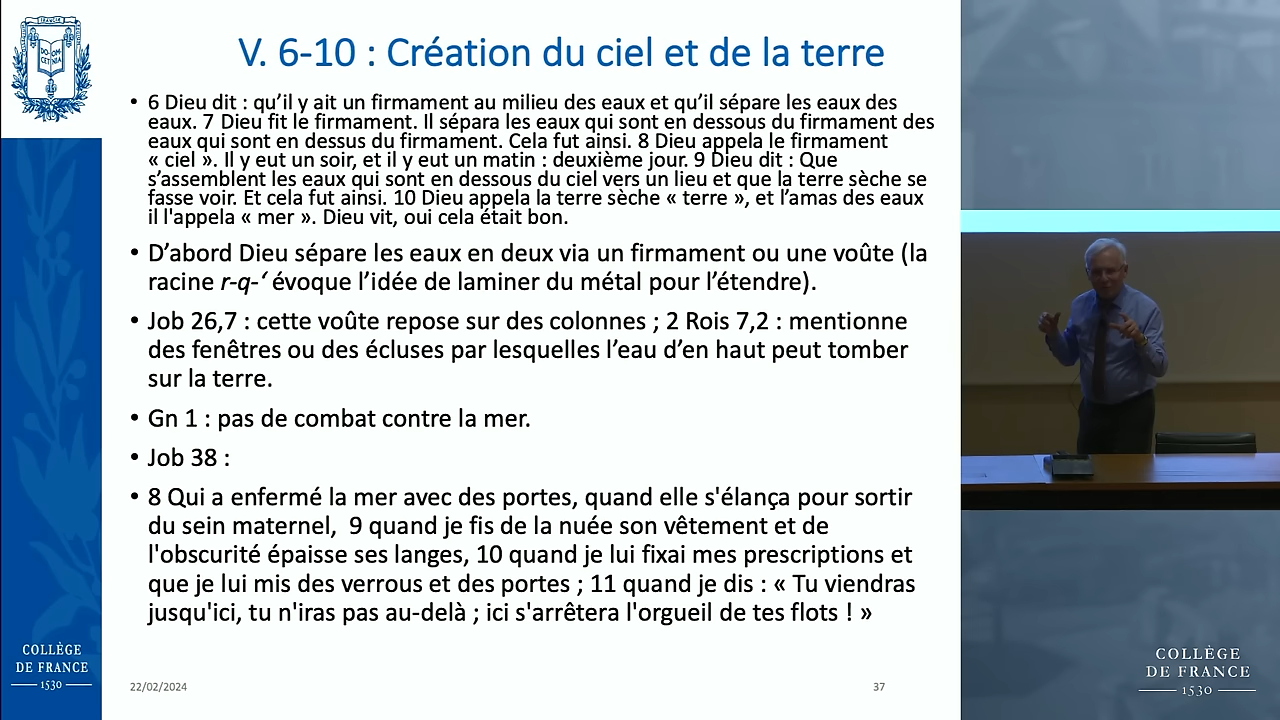 V. 6-10 : Création du ciel et de la terre
• 6 Dieu dit : qu’il y ait un firmament au milieu des eaux et qu’il sépare les eaux des
eaux. 7 Dieu fit le firmament. Il sépara les eaux qui sont en dessous du firmament des
eaux qui sont en dessus du firmament. Cela fut ainsi. 8 Dieu appela le firmament
« ciel ». Il y eut un soir, et il y eut un matin : deuxième jour. 9 Dieu dit : Que
s’assemblent les eaux qui sont en dessous du ciel vers un lieu et que la terre sèche se
fasse voir. Et cela fut ainsi. 10 Dieu appela la terre sèche « terre », et l’amas des eaux
il l'appela « mer ». Dieu vit, oui cela était bon.
• D’abord Dieu sépare les eaux en deux via un firmament ou une voûte (la
racine r-q-‘ évoque l’idée de laminer du métal pour l’étendre).
• Job 26,7 : cette voûte repose sur des colonnes ; 2 Rois 7,2 : mentionne
des fenêtres ou des écluses par lesquelles l’eau d’en haut peut tomber
sur la terre.
• Gn 1 : pas de combat contre la mer.
• Job 38 :
• 8 Qui a enfermé la mer avec des portes, quand elle s'élança pour sortir
du sein maternel, 9 quand je fis de la nuée son vêtement et de
l'obscurité épaisse ses langes, 10 quand je lui fixai mes prescriptions et
que je lui mis des verrous et des portes ; 11 quand je dis : « Tu viendras
jusqu'ici, tu n'iras pas au-delà ; ici s'arrêtera l'orgueil de tes flots ! »
COLLÈGE
DE FRANCE
1530
22/02/2024
37
COLLÈGE
DE FRANCE
1530